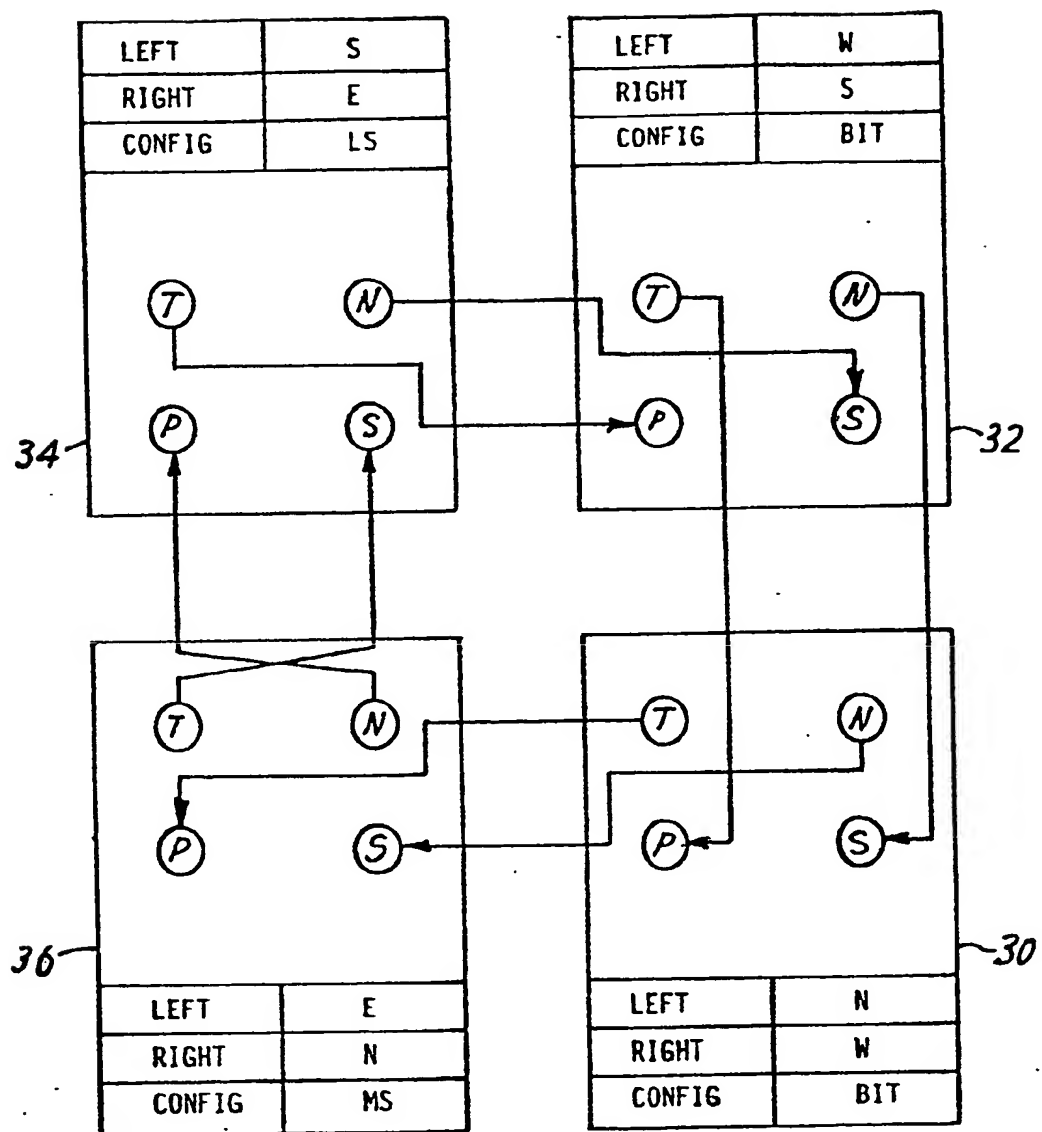 LEFT S
RIGHT E
CONFIG LS
LEFT W
RIGHT S
CONFIG BIT
T N T N
P S P S
34 32
T N T N
P S P S
36 30
LEFT E
RIGHT N
CONFIG MS
LEFT N
RIGHT W
CONFIG BIT